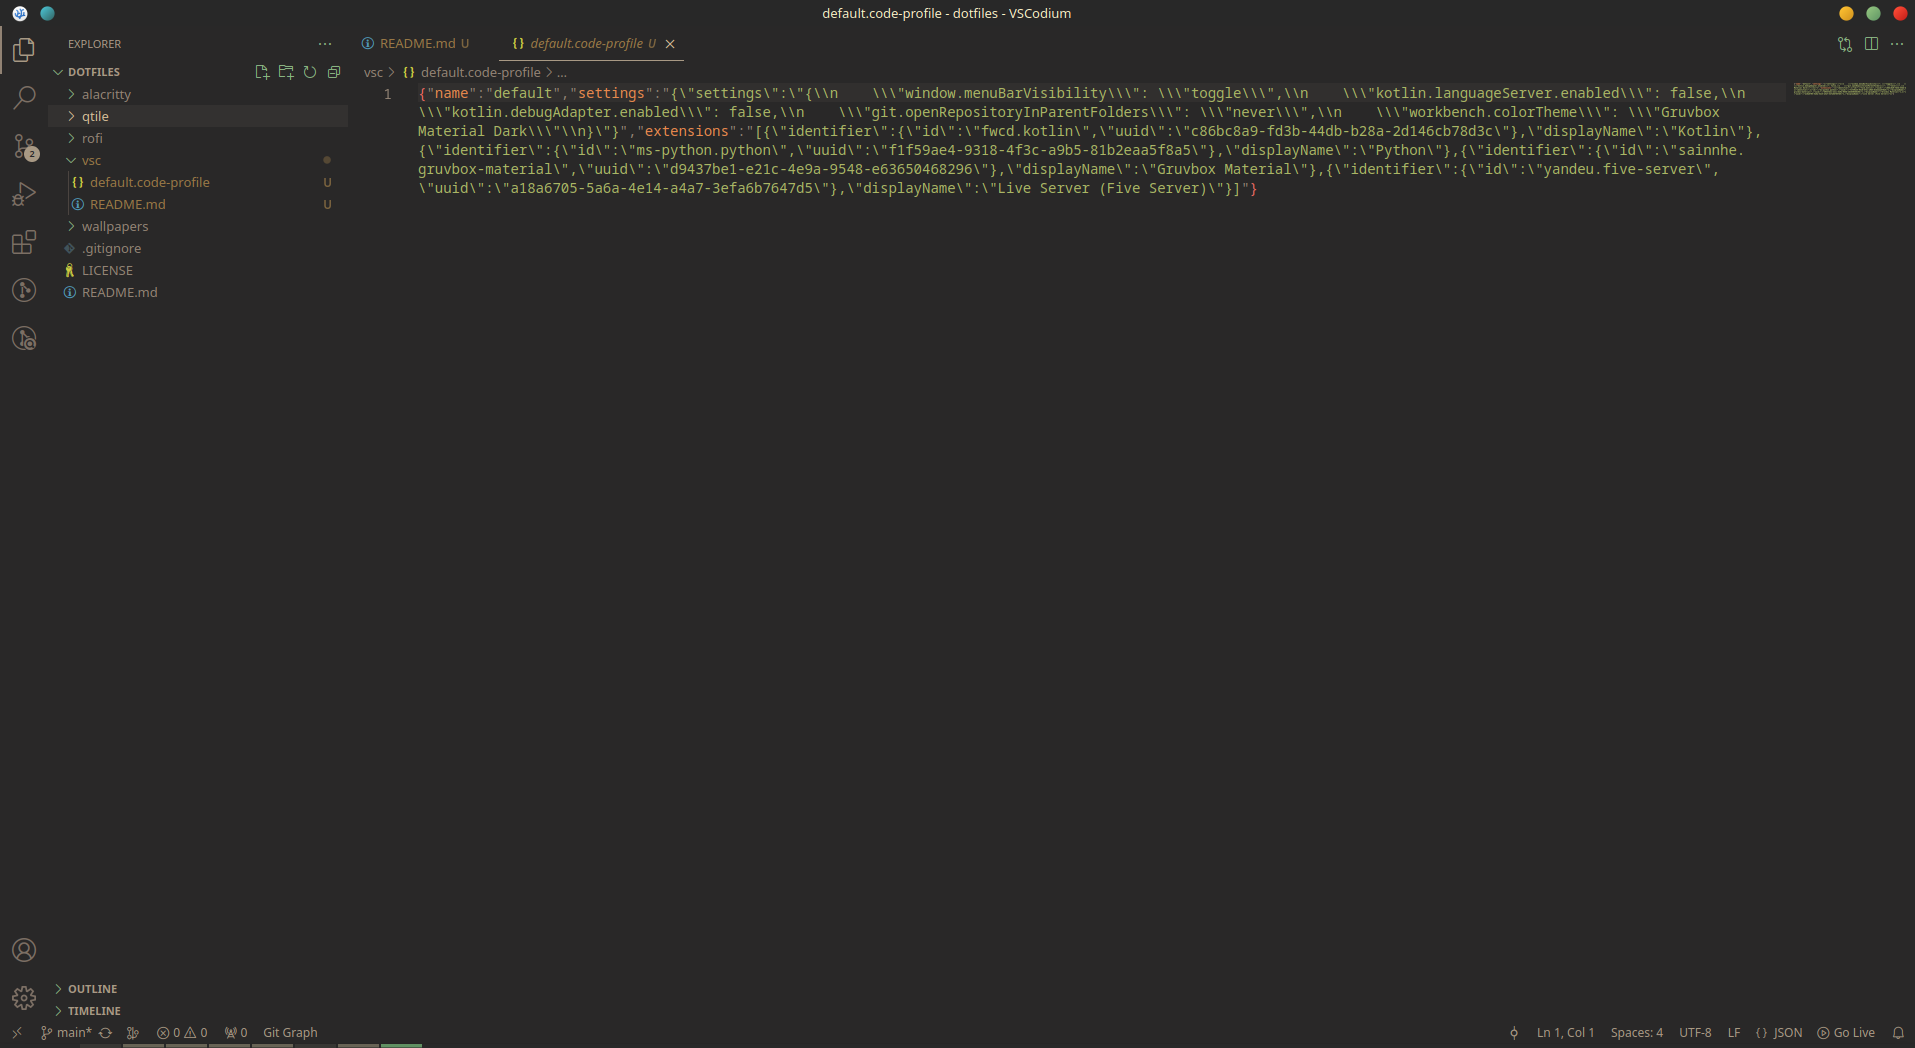 default.code-profile - dotfiles - VSCodium
EXPLORER
README.md U
default.code-profile U
DOTFILES
vsc > {} default.code-profile > ...
alacritty
qtile
rofi
vsc
default.code-profile U
README.md U
wallpapers
.gitignore
LICENSE
README.md
1
{"name":"default","settings":"{\"settings\":\"{\\n    \\\"window.menuBarVisibility\\\": \\\"toggle\\\",\\n    \\\"kotlin.languageServer.enabled\\\": false,\\n
\\\"kotlin.debugAdapter.enabled\\\": false,\\n    \\\"git.openRepositoryInParentFolders\\\": \\\"never\\\",\\n    \\\"workbench.colorTheme\\\": \\\"Gruvbox
Material Dark\\\"\\n}\"}","extensions":"[{\"identifier\":{\"id\":\"fwcd.kotlin\",\"uuid\":\"c86bc8a9-fd3b-44db-b28a-2d146cb78d3c\"},\"displayName\":\"Kotlin\"},
{\"identifier\":{\"id\":\"ms-python.python\",\"uuid\":\"f1f59ae4-9318-4f3c-a9b5-81b2eaa5f8a5\"},\"displayName\":\"Python\"},{\"identifier\":{\"id\":\"sainnhe.
gruvbox-material\",\"uuid\":\"d9437be1-e21c-4e9a-9548-e63650468296\"},\"displayName\":\"Gruvbox Material\"},{\"identifier\":{\"id\":\"yandeu.five-server\",
\"uuid\":\"a18a6705-5a6a-4e14-a4a7-3efa6b7647d5\"},\"displayName\":\"Live Server (Five Server)\"}]"}
2
OUTLINE
TIMELINE
main* 0 0 0 Git Graph
Ln 1, Col 1 Spaces: 4 UTF-8 LF {} JSON Go Live